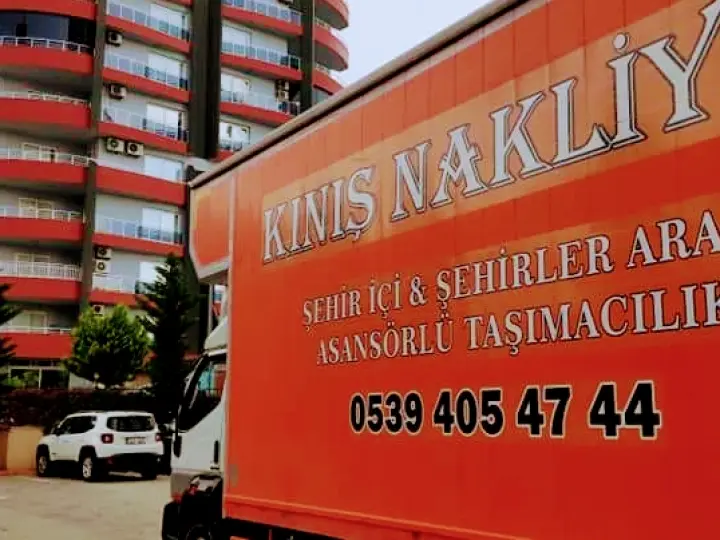 KINIŞ NAKLİY
ŞEHİR İÇİ & ŞEHİRLER ARA
ASANSÖRLÜ TAŞIMACILIK
0539 405 47 44